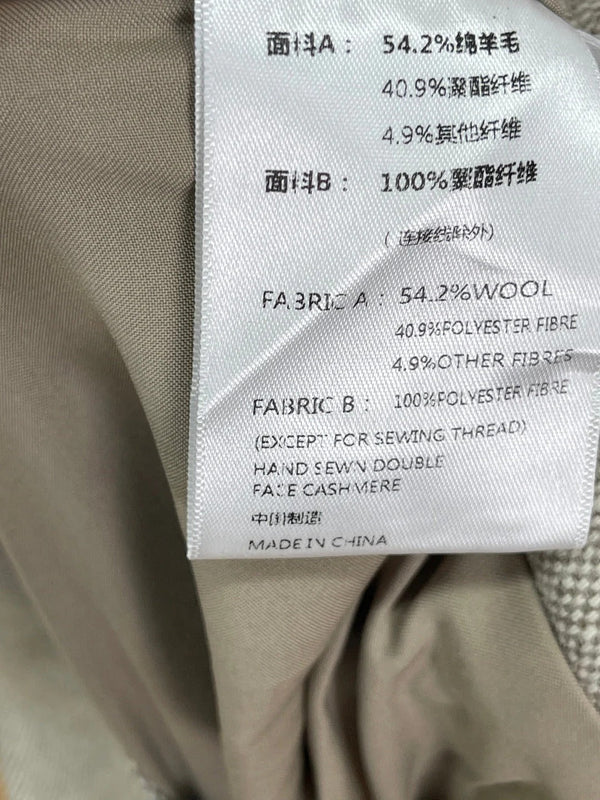 面料A： 54.2%绵羊毛
40.9%聚酯纤维
4.9%其他纤维
面料B： 100%聚酯纤维
(连接线除外)
FABRIC A： 54.2%WOOL
40.9%POLYESTER FIBRE
4.9%OTHER FIBRES
FABRIC B： 100%POLYESTER FIBRE
(EXCEPT FOR SEWING THREAD)
HAND SEWN DOUBLE
FACE CASHMERE
中国制造
MADE IN CHINA